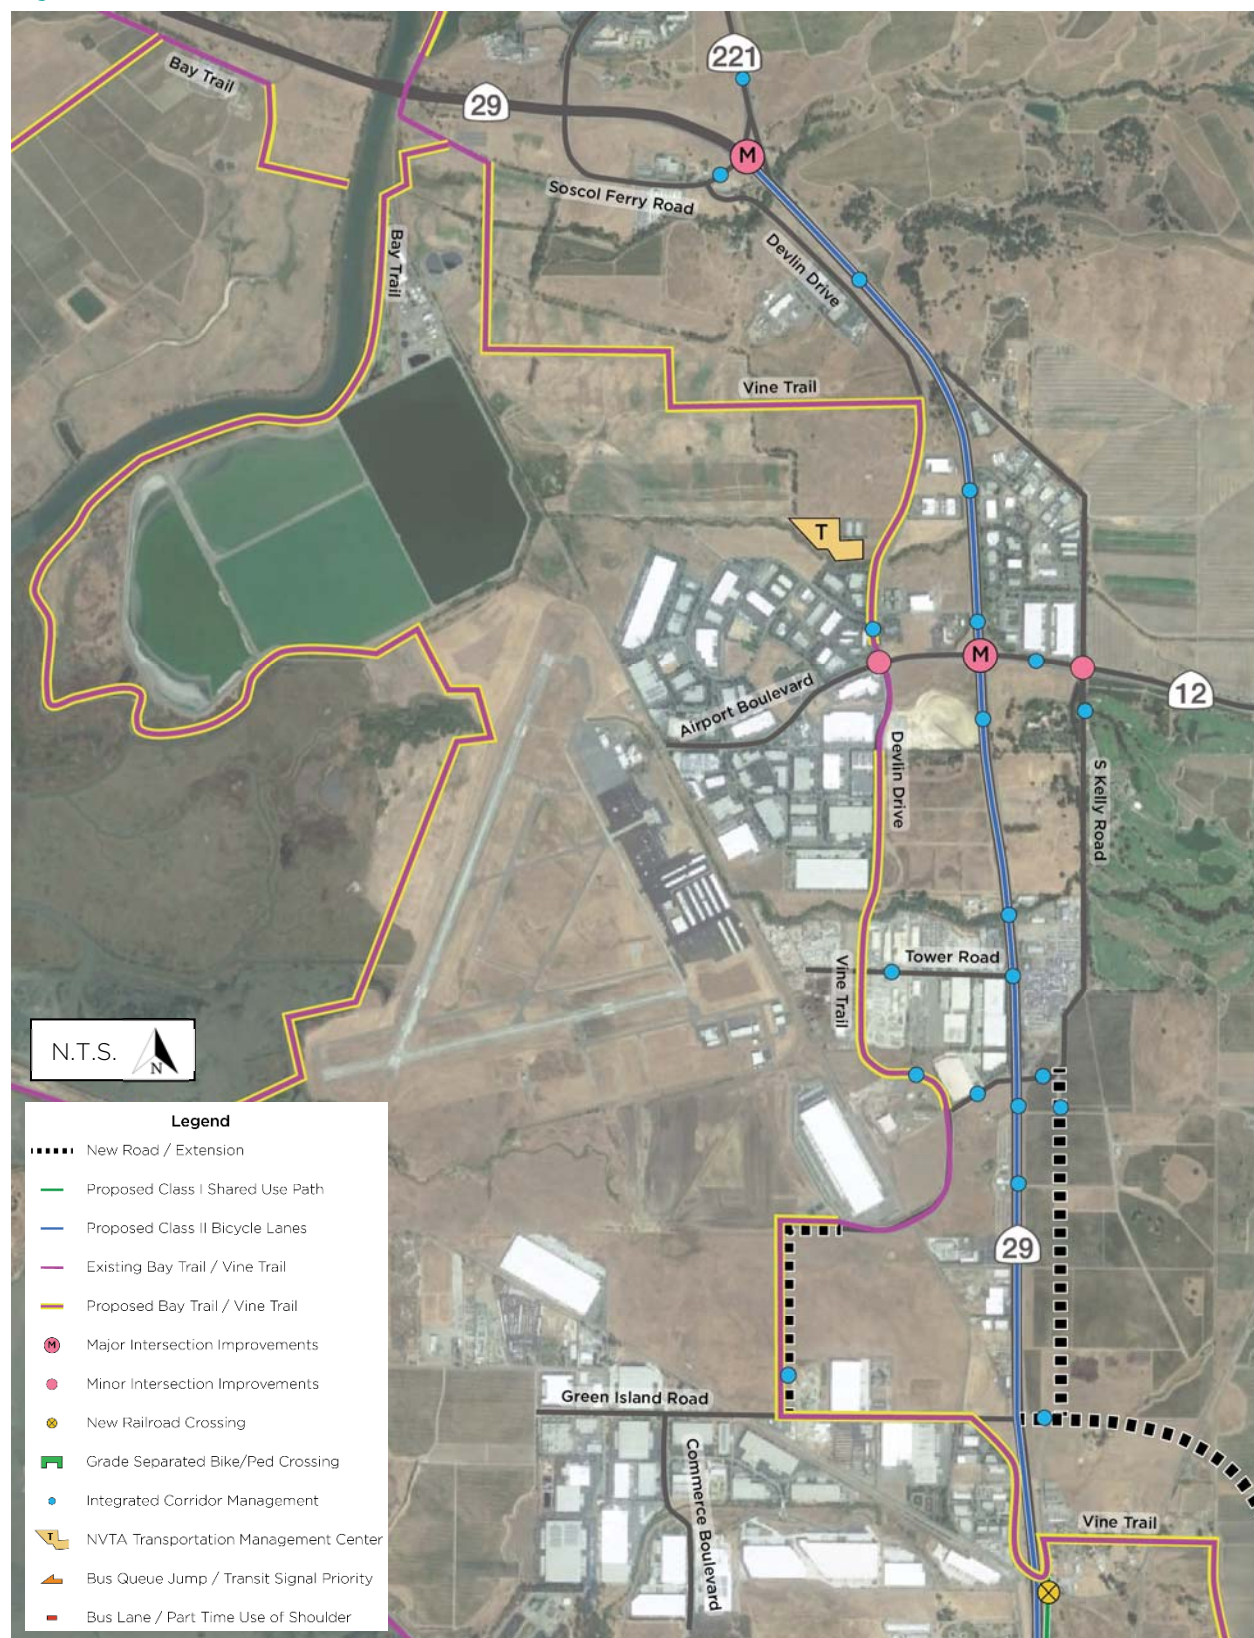 221
Bay Trail
29
M
Soscol Ferry Road
Bay Trail
Devlin Drive
Vine Trail
T
M
12
Airport Boulevard
Devlin Drive
S Kelly Road
Tower Road
Vine Trail
N.T.S.
N
29
Green Island Road
Commerce Boulevard
Vine Trail
Legend
New Road / Extension
Proposed Class I Shared Use Path
Proposed Class II Bicycle Lanes
Existing Bay Trail / Vine Trail
Proposed Bay Trail / Vine Trail
M Major Intersection Improvements
Minor Intersection Improvements
New Railroad Crossing
Grade Separated Bike/Ped Crossing
Integrated Corridor Management
T NVTA Transportation Management Center
Bus Queue Jump / Transit Signal Priority
Bus Lane / Part Time Use of Shoulder